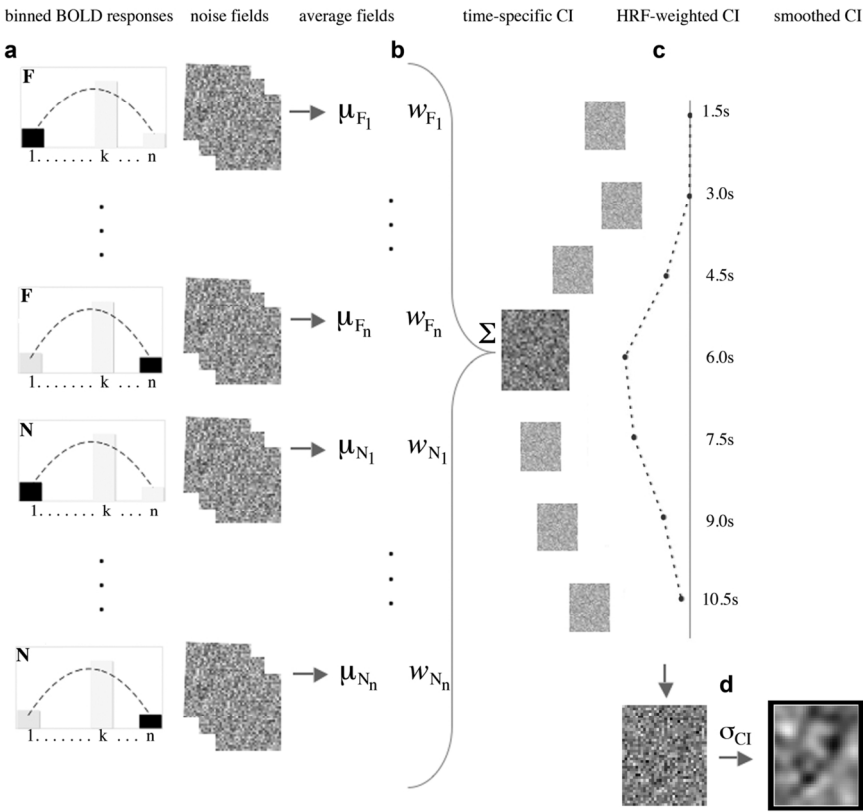 binned BOLD responses noise fields average fields time-specific CI HRF-weighted CI smoothed CI
a b c
F
1. . . . . . . k . . . n
μF1 wF1
F
1. . . . . . . k . . . n
μFn wFn
Σ
N
1. . . . . . . k . . . n
μN1 wN1
N
1. . . . . . . k . . . n
μNn wNn
1.5s
3.0s
4.5s
6.0s
7.5s
9.0s
10.5s
d
σCI